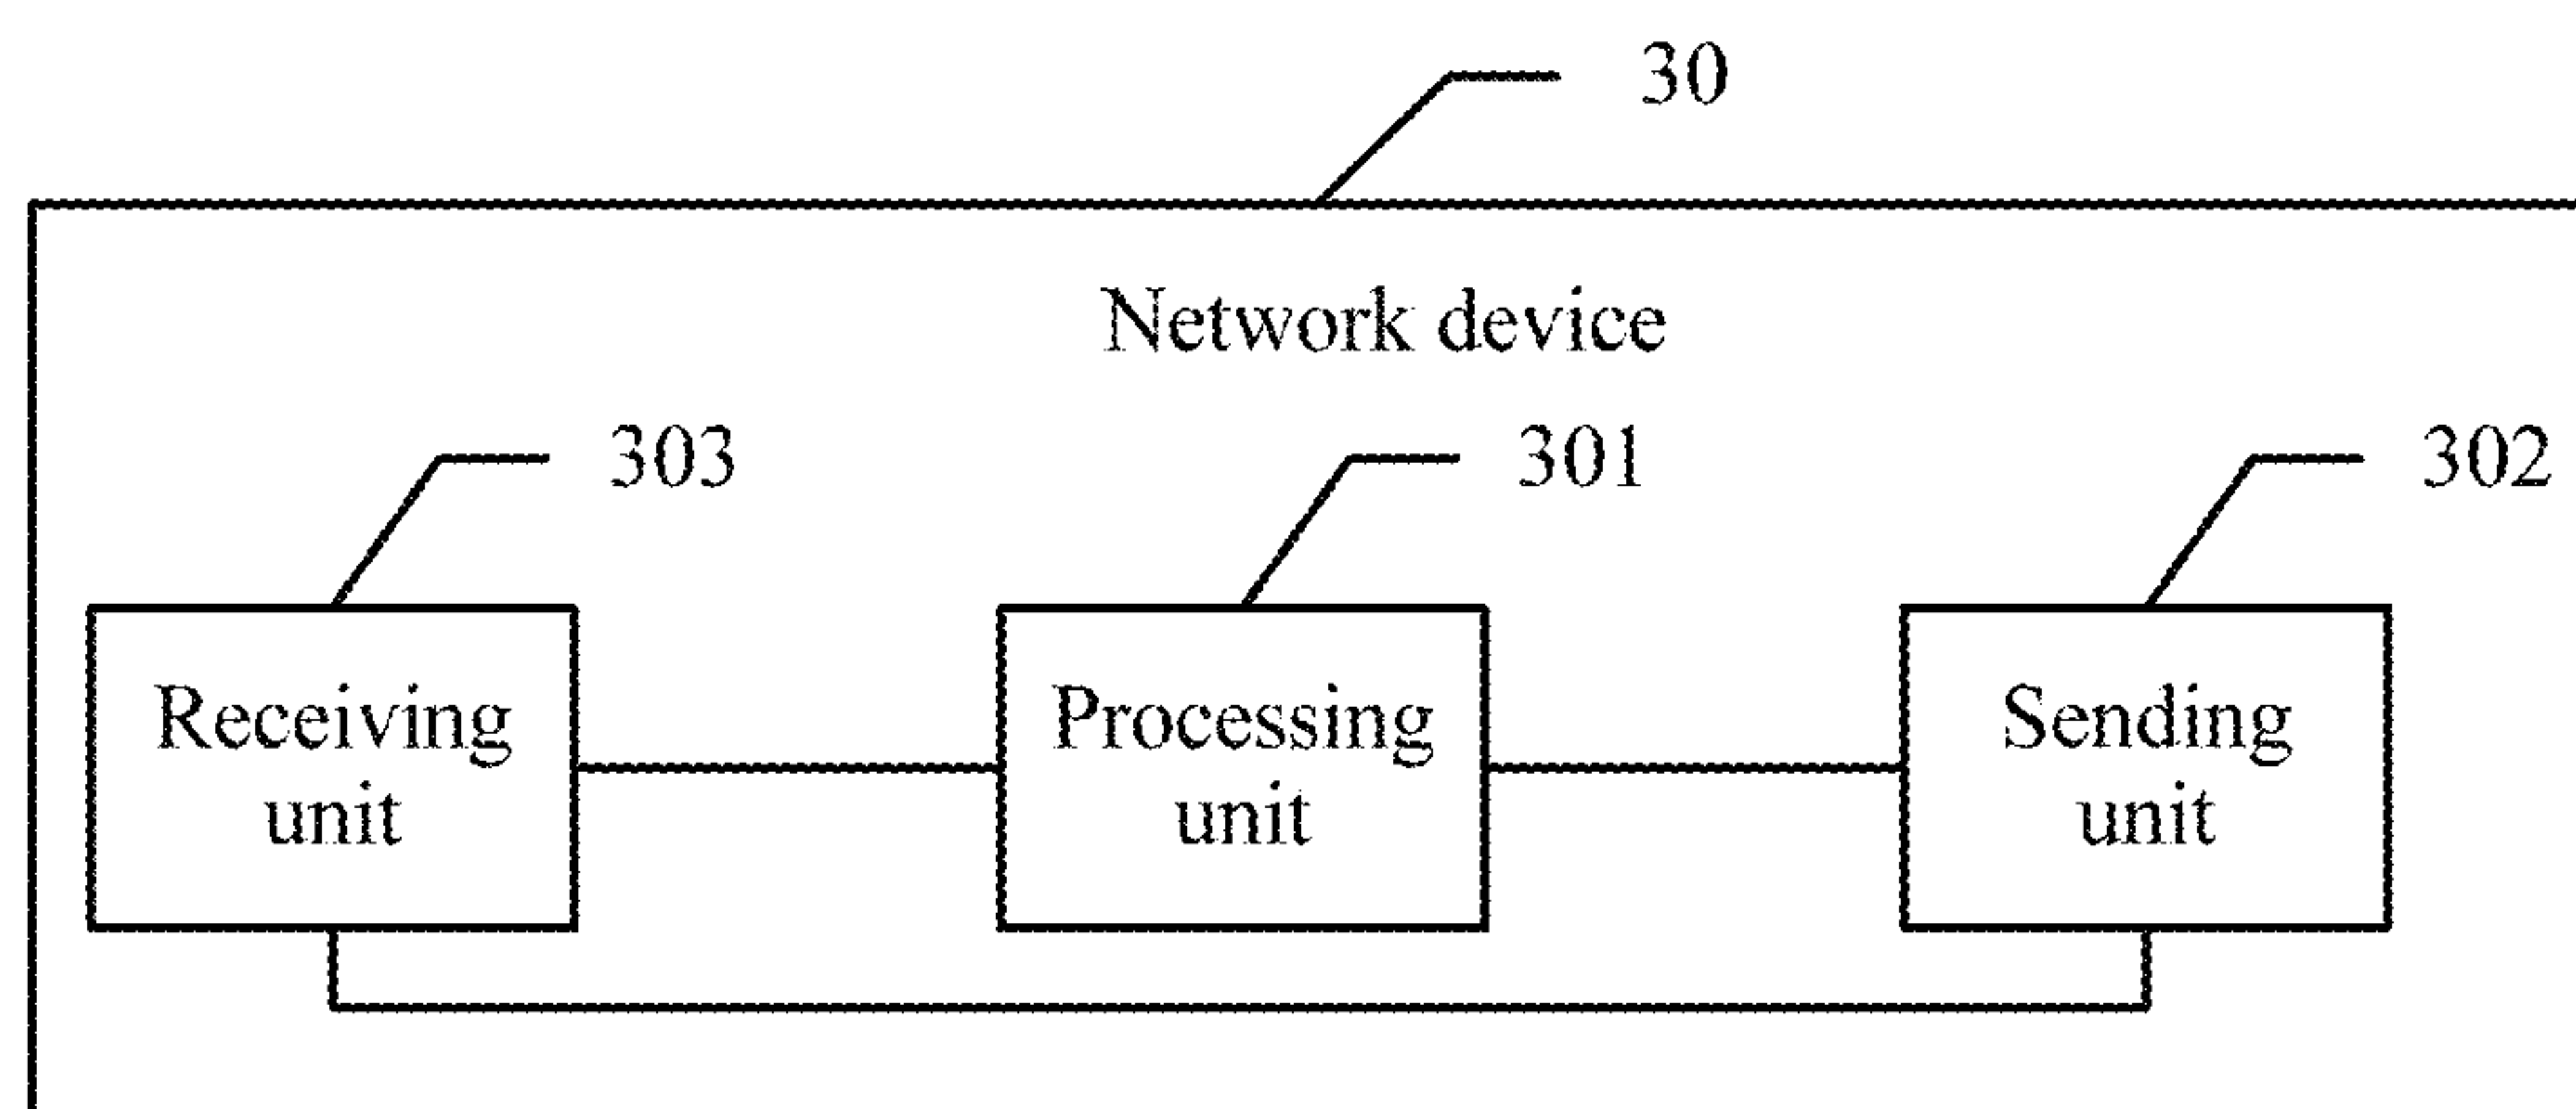 30
Network device
303
301
302
Receiving
unit
Processing
unit
Sending
unit